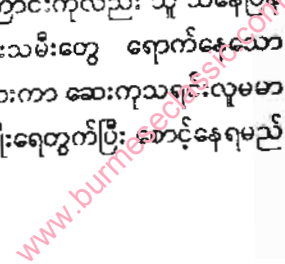 ကြောင်းကိုလည်း သူ သိနေပြန်
းသမီးတွေ ရောက်နေသော
းကာ ဆေးကုသရင်းလူမမာ
ိုးရေတွက်ပြီး စောင့်နေရမည်
www.burmeseclassic.com